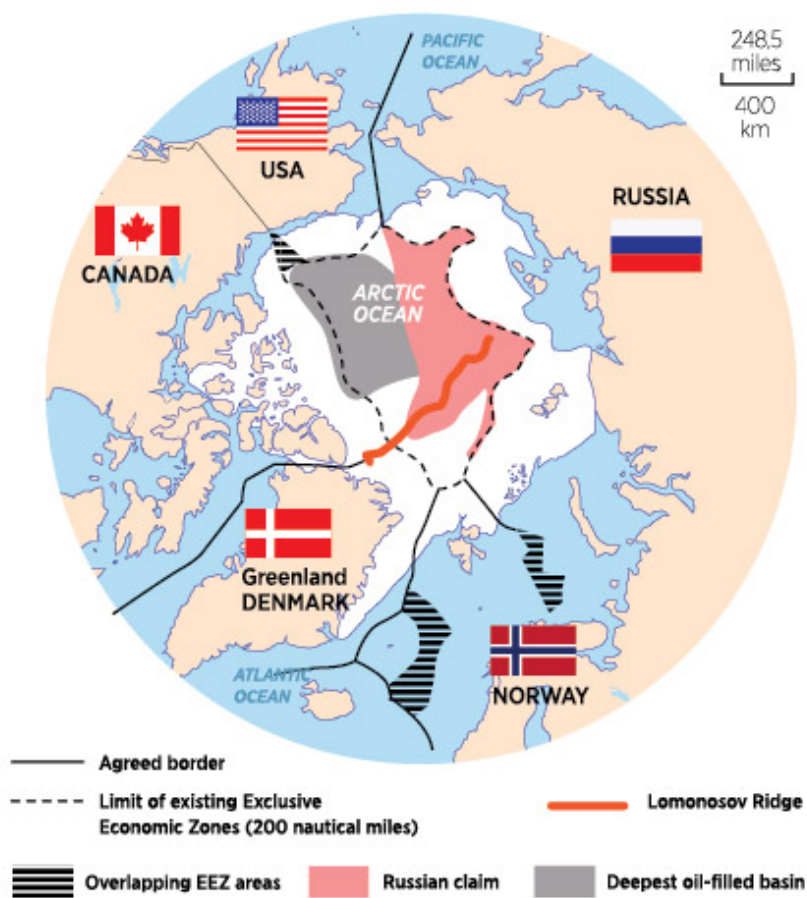 PACIFIC
OCEAN
248.5
miles
400
km
USA
RUSSIA
CANADA
ARCTIC
OCEAN
Greenland
DENMARK
ATLANTIC
OCEAN
NORWAY
Agreed border
Limit of existing Exclusive
Economic Zones (200 nautical miles)
Lomonosov Ridge
Overlapping EEZ areas
Russian claim
Deepest oil-filled basin